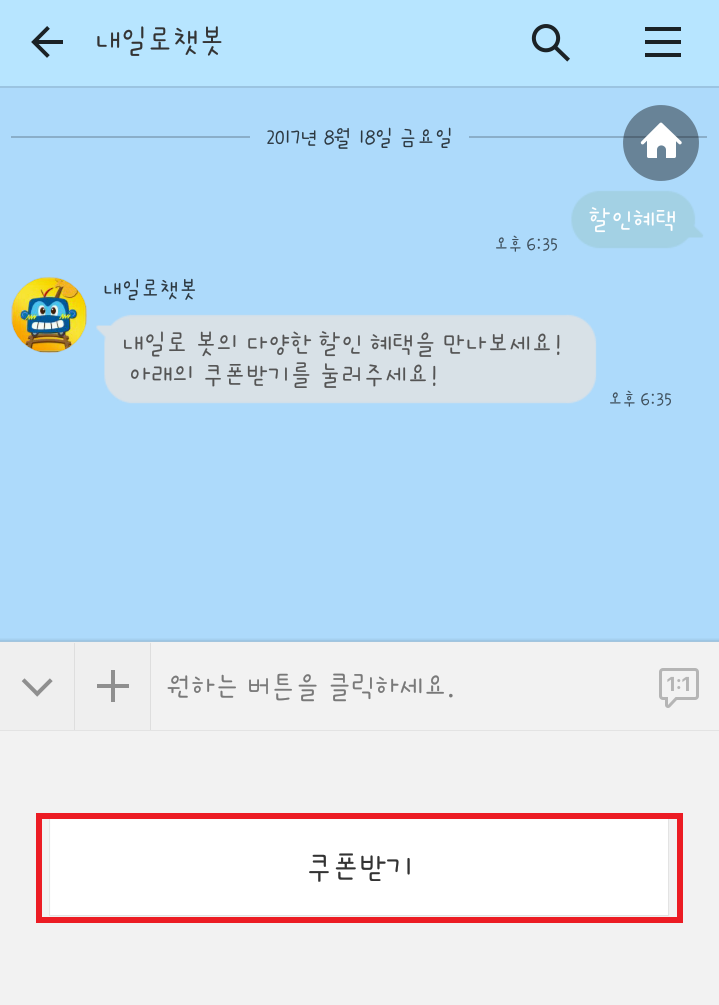 내일로챗봇
2017년 8월 18일 금요일
할인혜택
오후 6:35
내일로챗봇
내일로 봇의 다양한 할인 혜택을 만나보세요!
아래의 쿠폰받기를 눌러주세요!
오후 6:35
원하는 버튼을 클릭하세요.
1:1
쿠폰받기